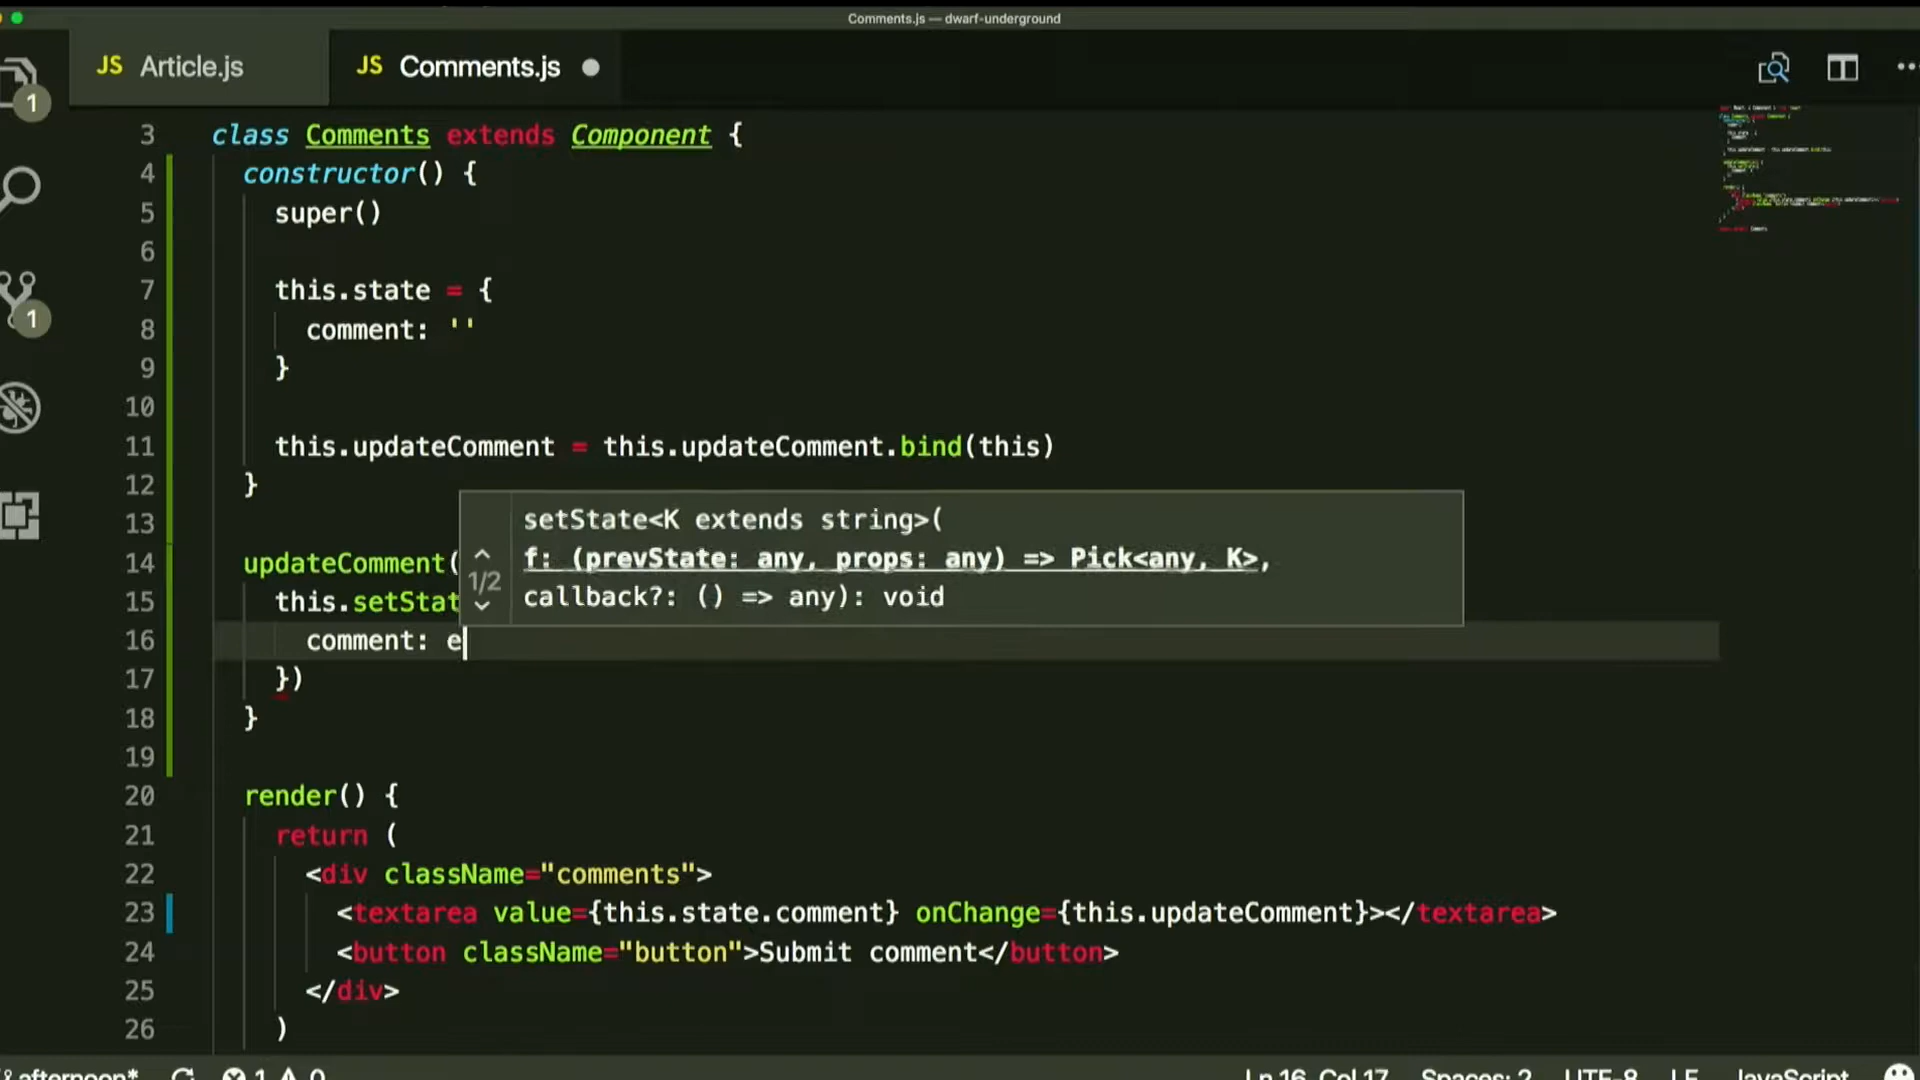 Comments.js — dwarf-underground
JS Article.js
JS Comments.js
1
1
3 class Comments extends Component {
4 constructor() {
5 super()
6
7 this.state = {
8 comment: ''
9 }
10
11 this.updateComment = this.updateComment.bind(this)
12 }
13
setState<K extends string>(
f: (prevState: any, props: any) => Pick<any, K>,
1/2
callback?: () => any): void
14 updateComment(
15 this.setStat
16 comment: e
17 })
18 }
19
20 render() {
21 return (
22 <div className="comments">
23 <textarea value={this.state.comment} onChange={this.updateComment}></textarea>
24 <button className="button">Submit comment</button>
25 </div>
26 )
afternoon* 1 0 Ln 16, Col 17 Spaces: 2 UTF-8 LF JavaScript